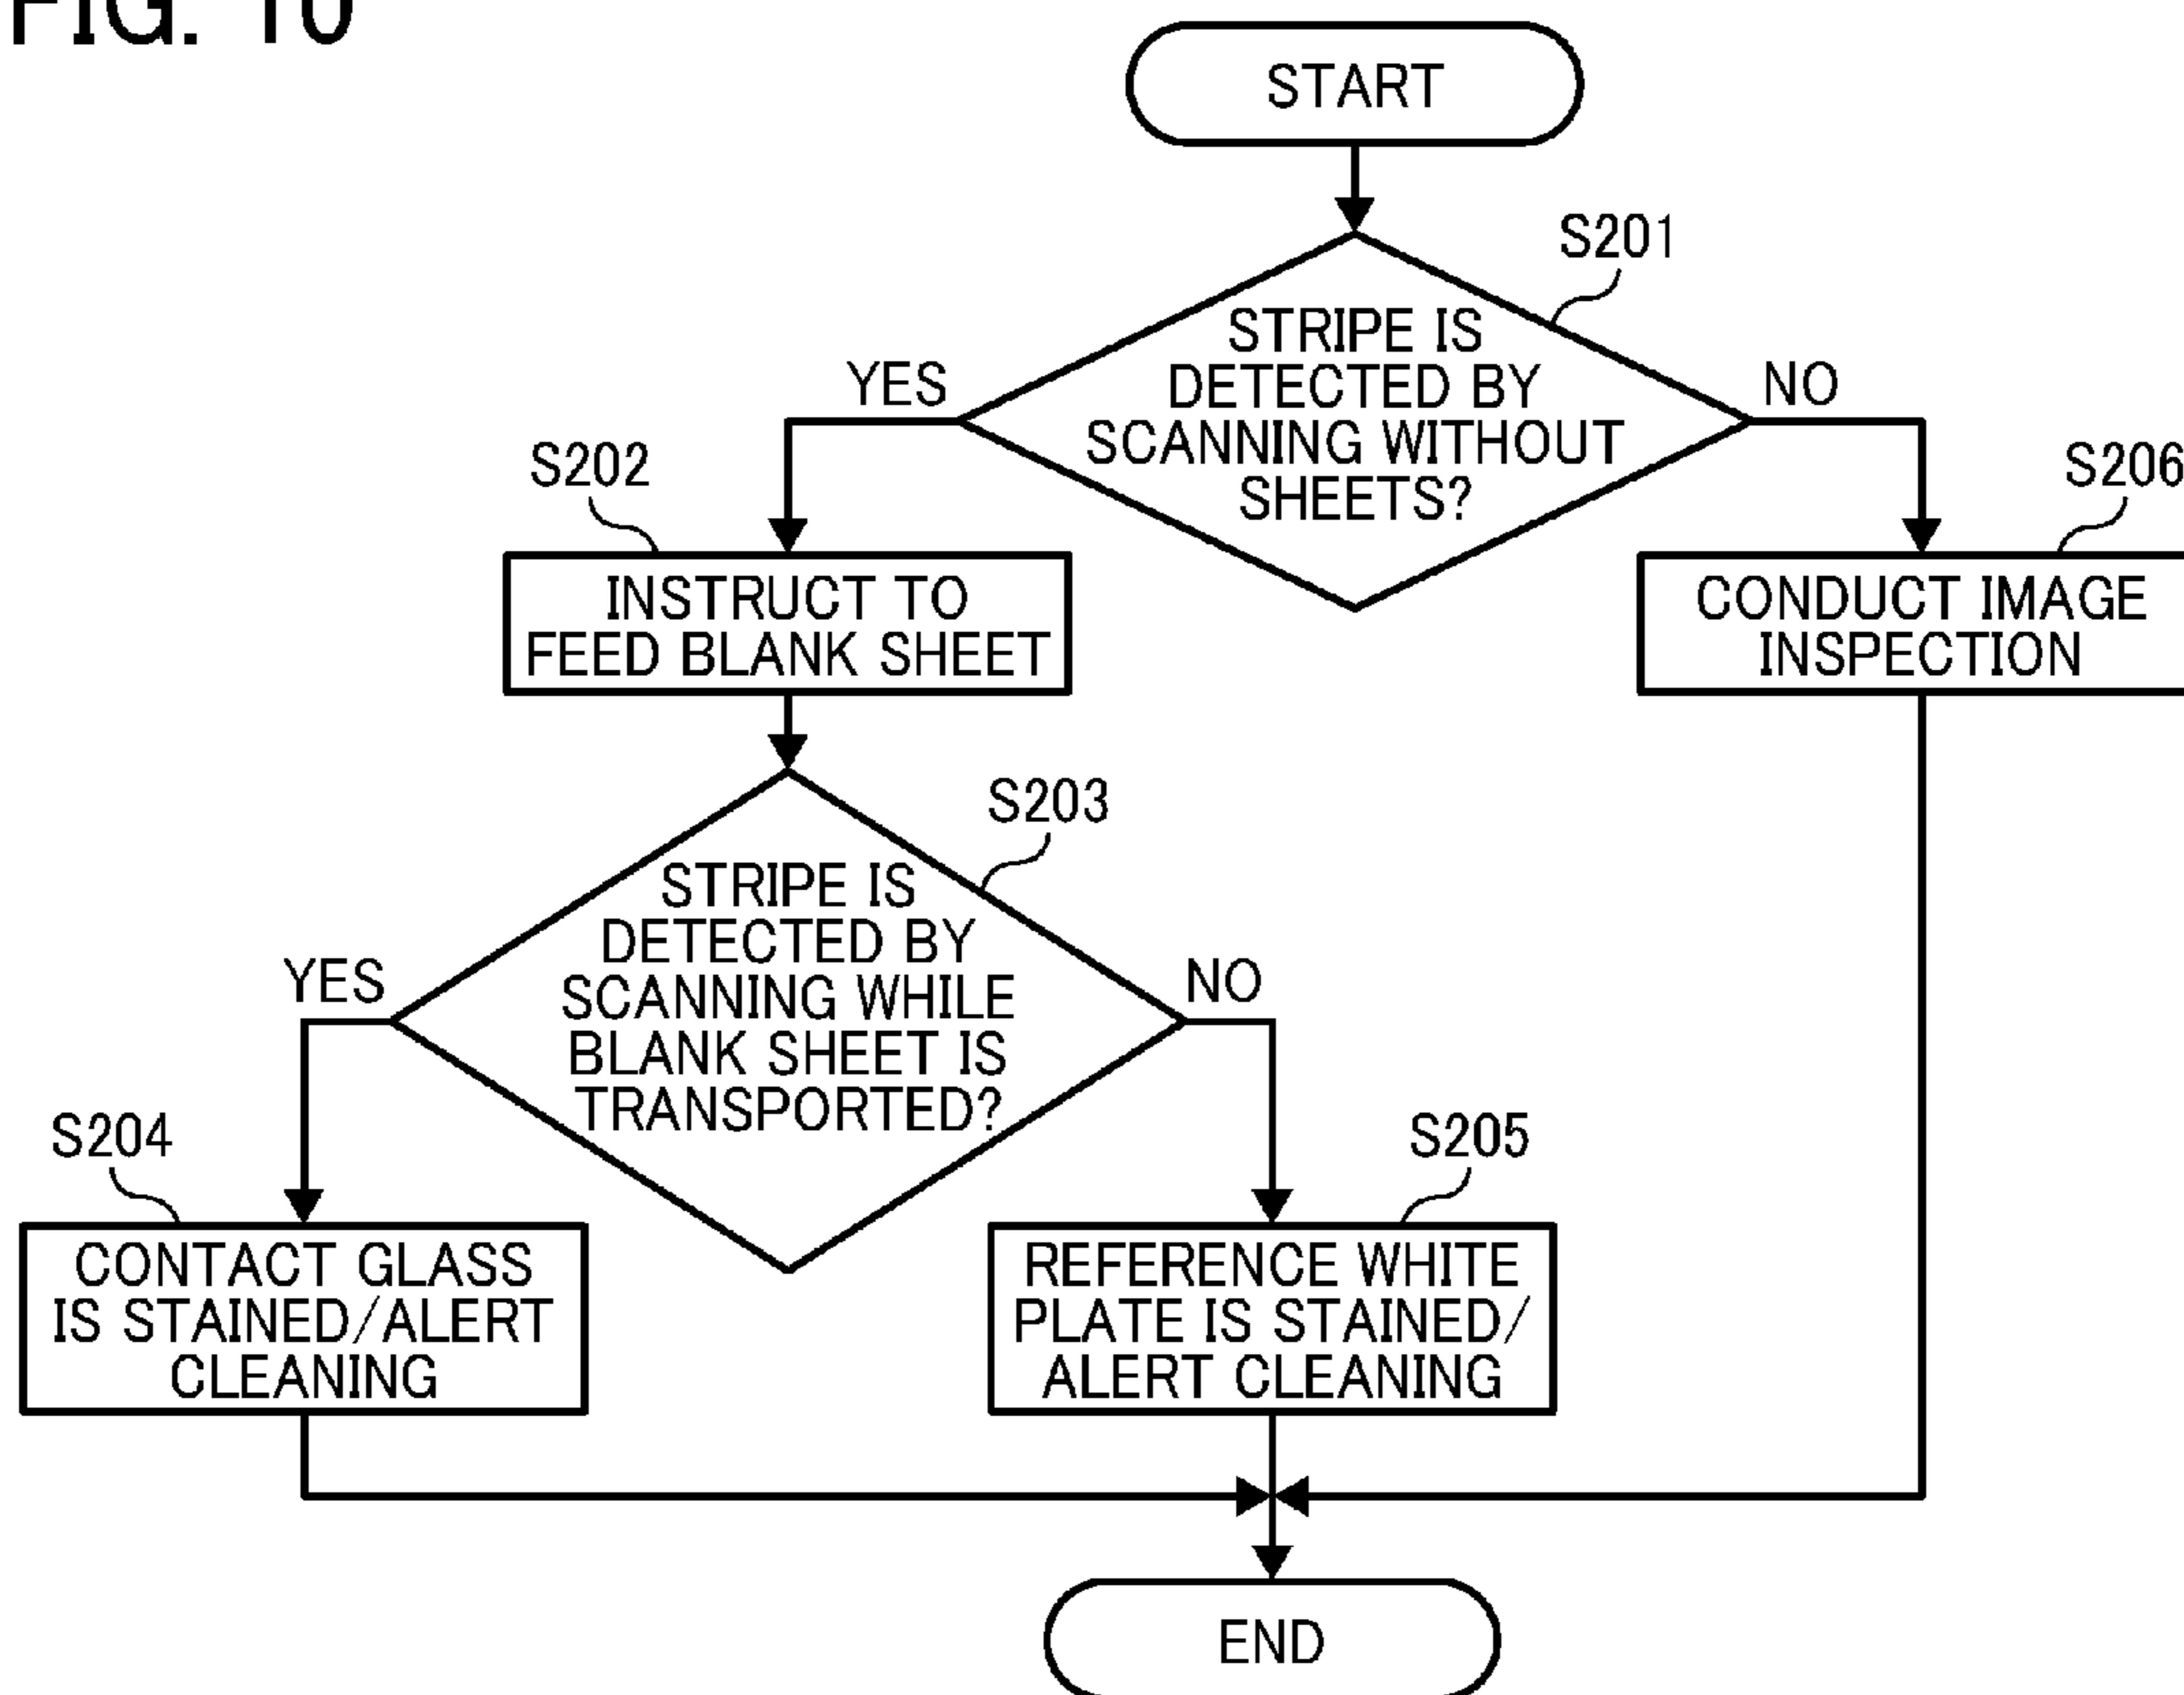 FIG. 10
START
S201
STRIPE IS
DETECTED BY
SCANNING WITHOUT
SHEETS?
YES
NO
S202
INSTRUCT TO
FEED BLANK SHEET
S206
CONDUCT IMAGE
INSPECTION
S203
STRIPE IS
DETECTED BY
SCANNING WHILE
BLANK SHEET IS
TRANSPORTED?
YES
NO
S204
CONTACT GLASS
IS STAINED/ALERT
CLEANING
S205
REFERENCE WHITE
PLATE IS STAINED/
ALERT CLEANING
END